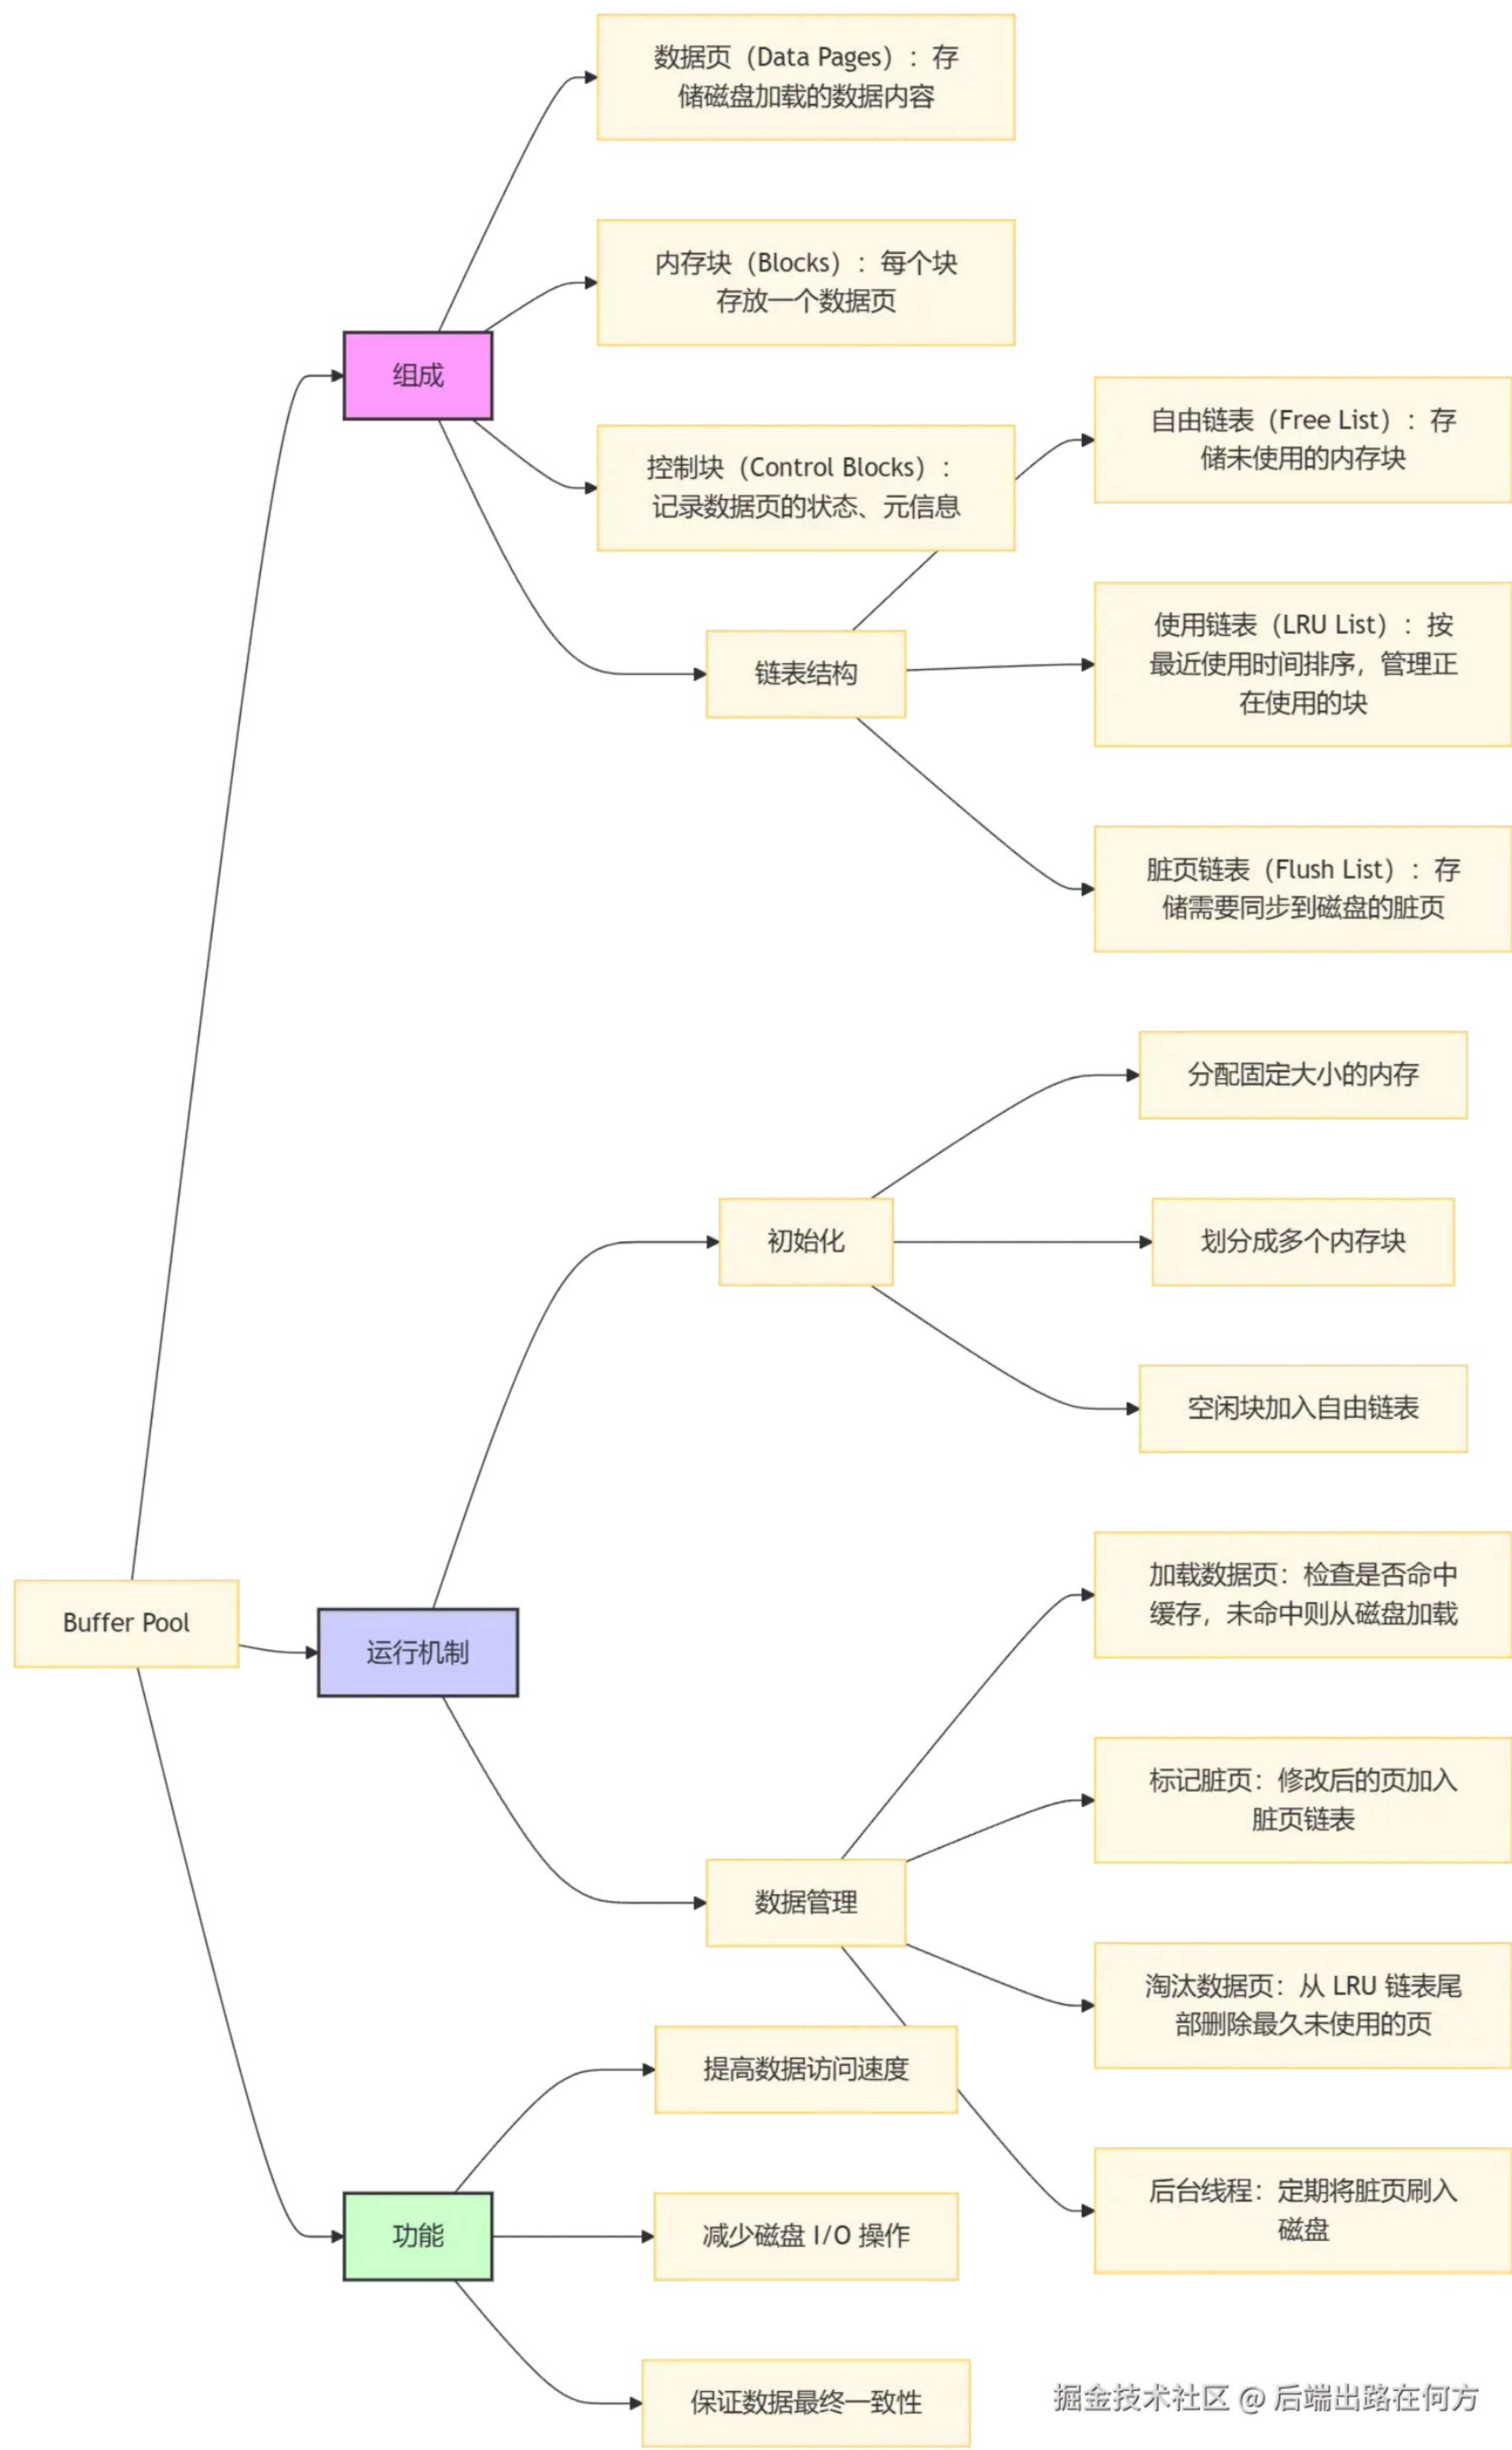 数据页（Data Pages）：存
储磁盘加载的数据内容
内存块（Blocks）：每个块
存放一个数据页
组成
自由链表（Free List）：存
储未使用的内存块
控制块（Control Blocks）：
记录数据页的状态、元信息
使用链表（LRU List）：按
最近使用时间排序，管理正
在使用的块
链表结构
脏页链表（Flush List）：存
储需要同步到磁盘的脏页
分配固定大小的内存
初始化
划分成多个内存块
空闲块加入自由链表
加载数据页：检查是否命中
缓存，未命中则从磁盘加载
Buffer Pool
运行机制
标记脏页：修改后的页加入
脏页链表
数据管理
淘汰数据页：从 LRU 链表尾
部删除最久未使用的页
提高数据访问速度
后台线程：定期将脏页刷入
磁盘
功能
减少磁盘 I/O 操作
保证数据最终一致性
掘金技术社区 @ 后端出路在何方